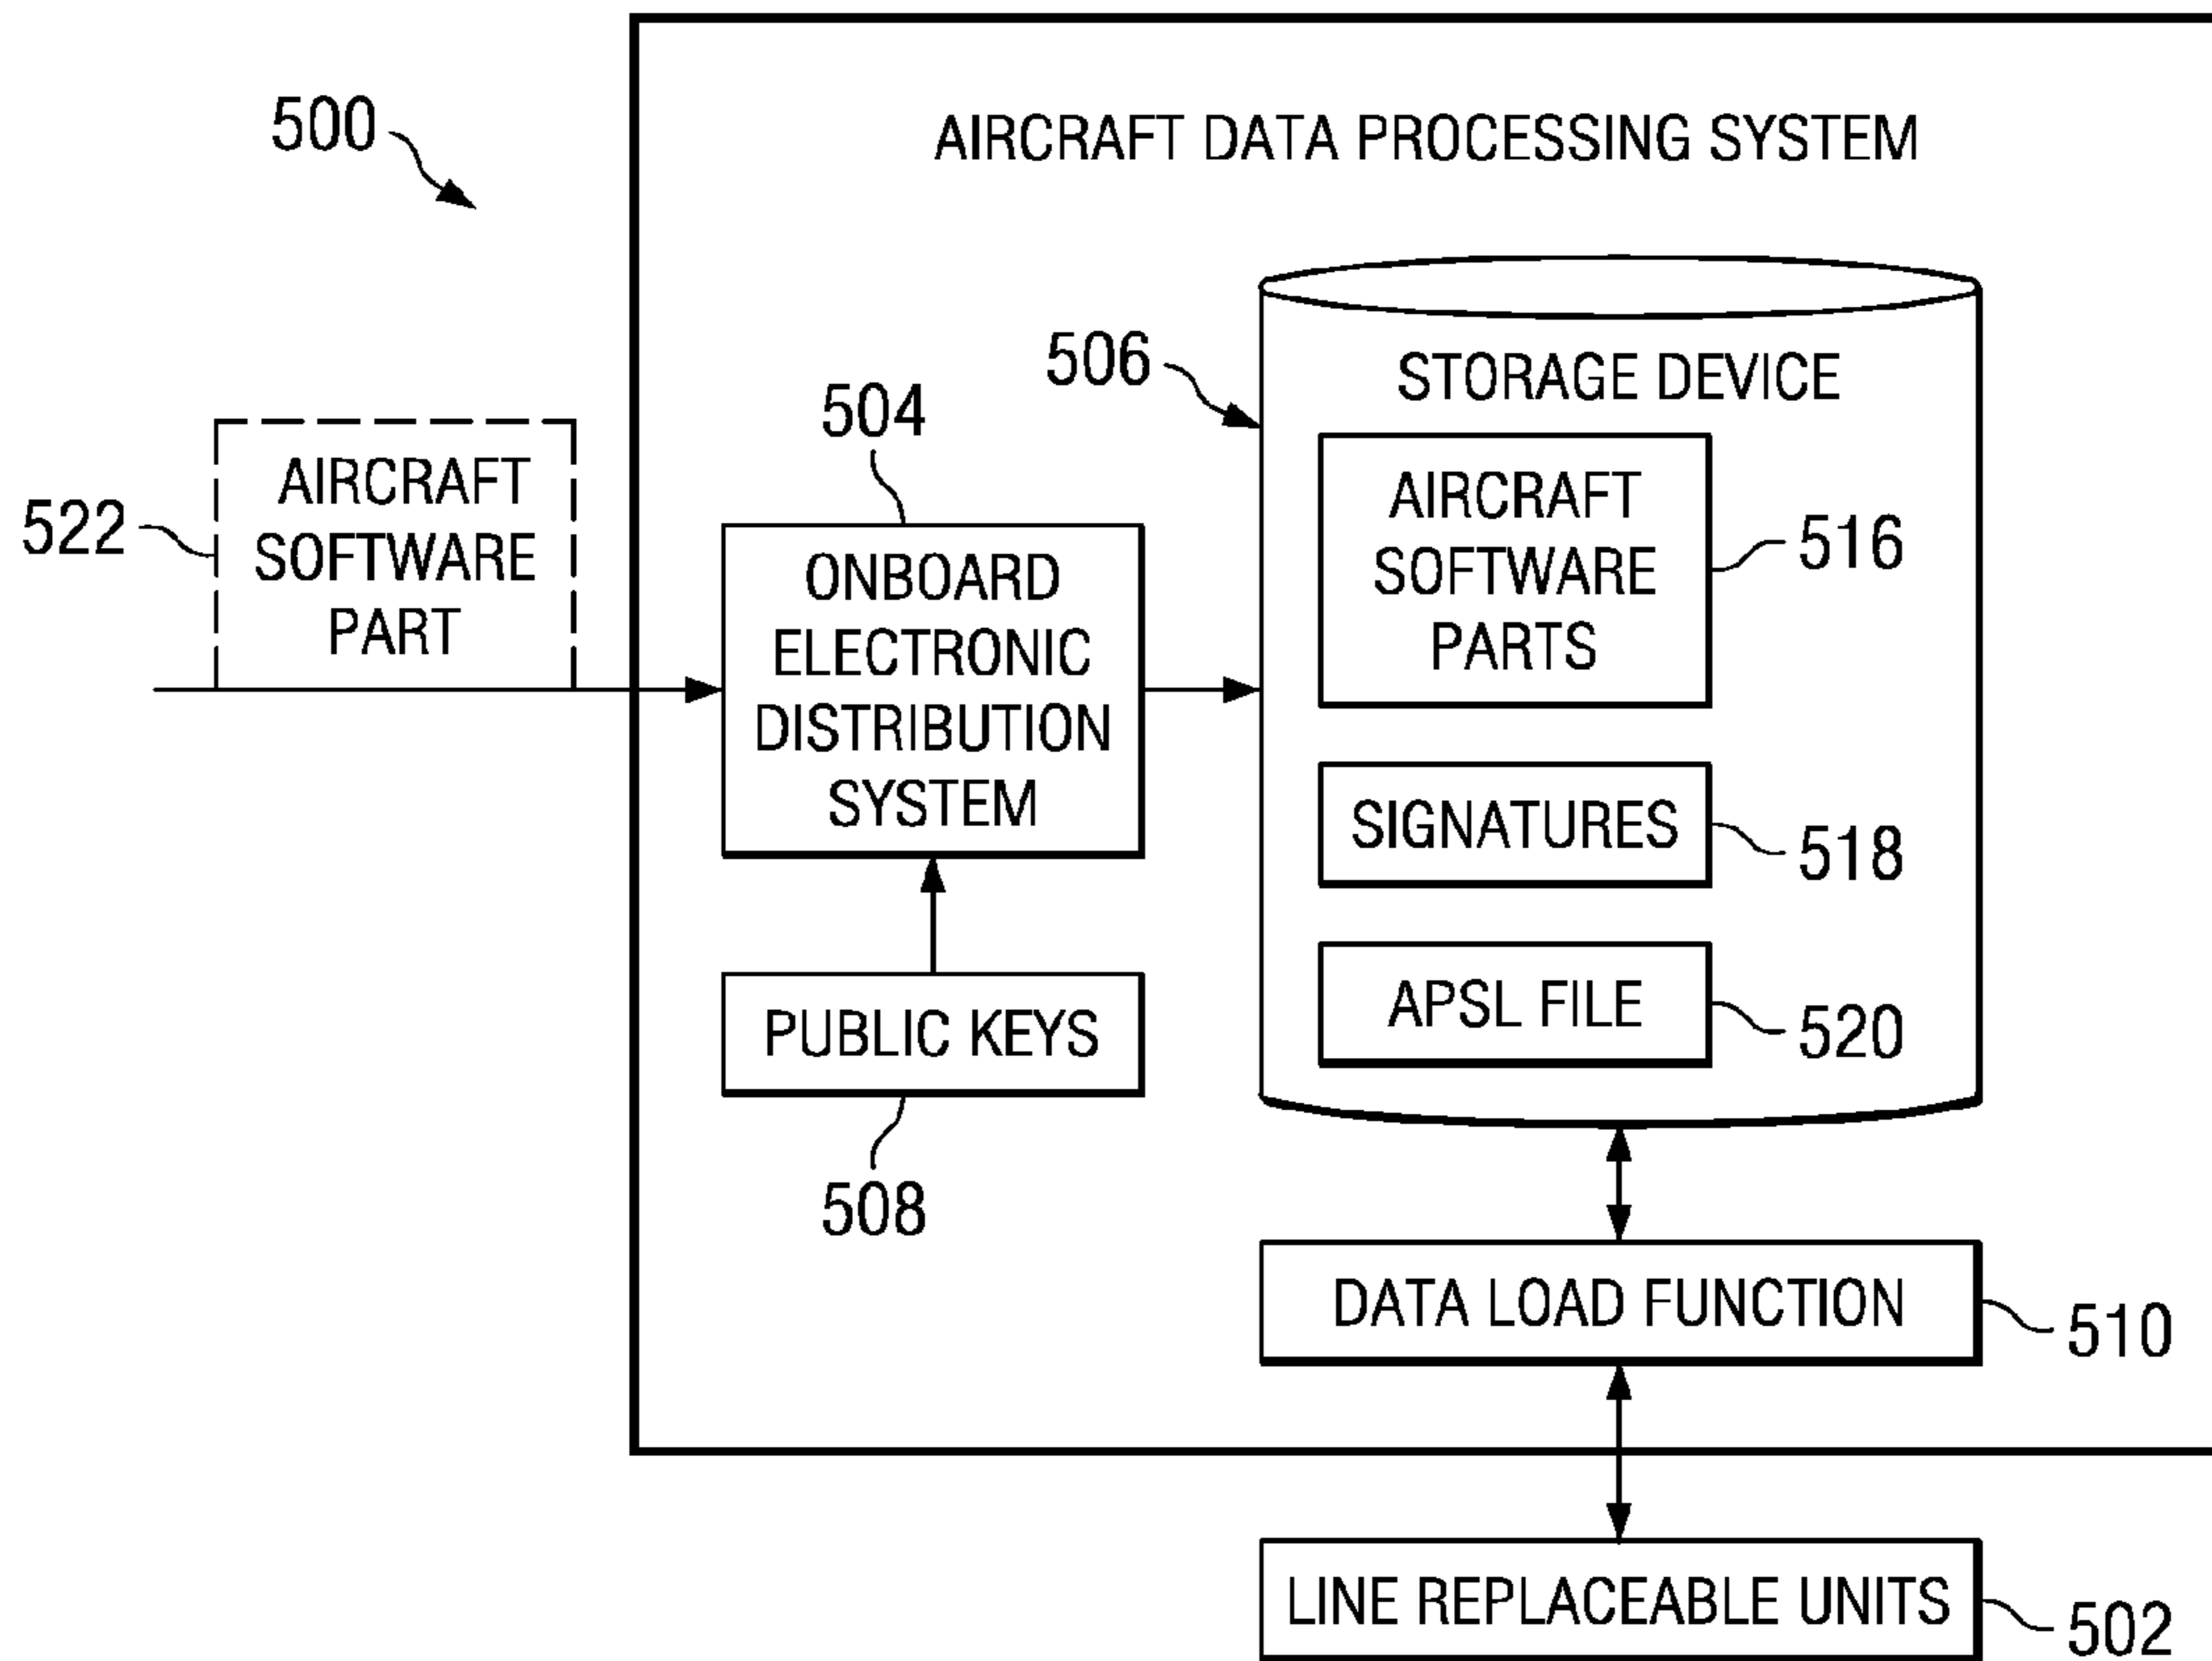 500
AIRCRAFT DATA PROCESSING SYSTEM
506
STORAGE DEVICE
504
522
AIRCRAFT
SOFTWARE
PART
AIRCRAFT
SOFTWARE
PARTS
516
ONBOARD
ELECTRONIC
DISTRIBUTION
SYSTEM
SIGNATURES
518
APSL FILE
520
PUBLIC KEYS
508
DATA LOAD FUNCTION
510
LINE REPLACEABLE UNITS
502